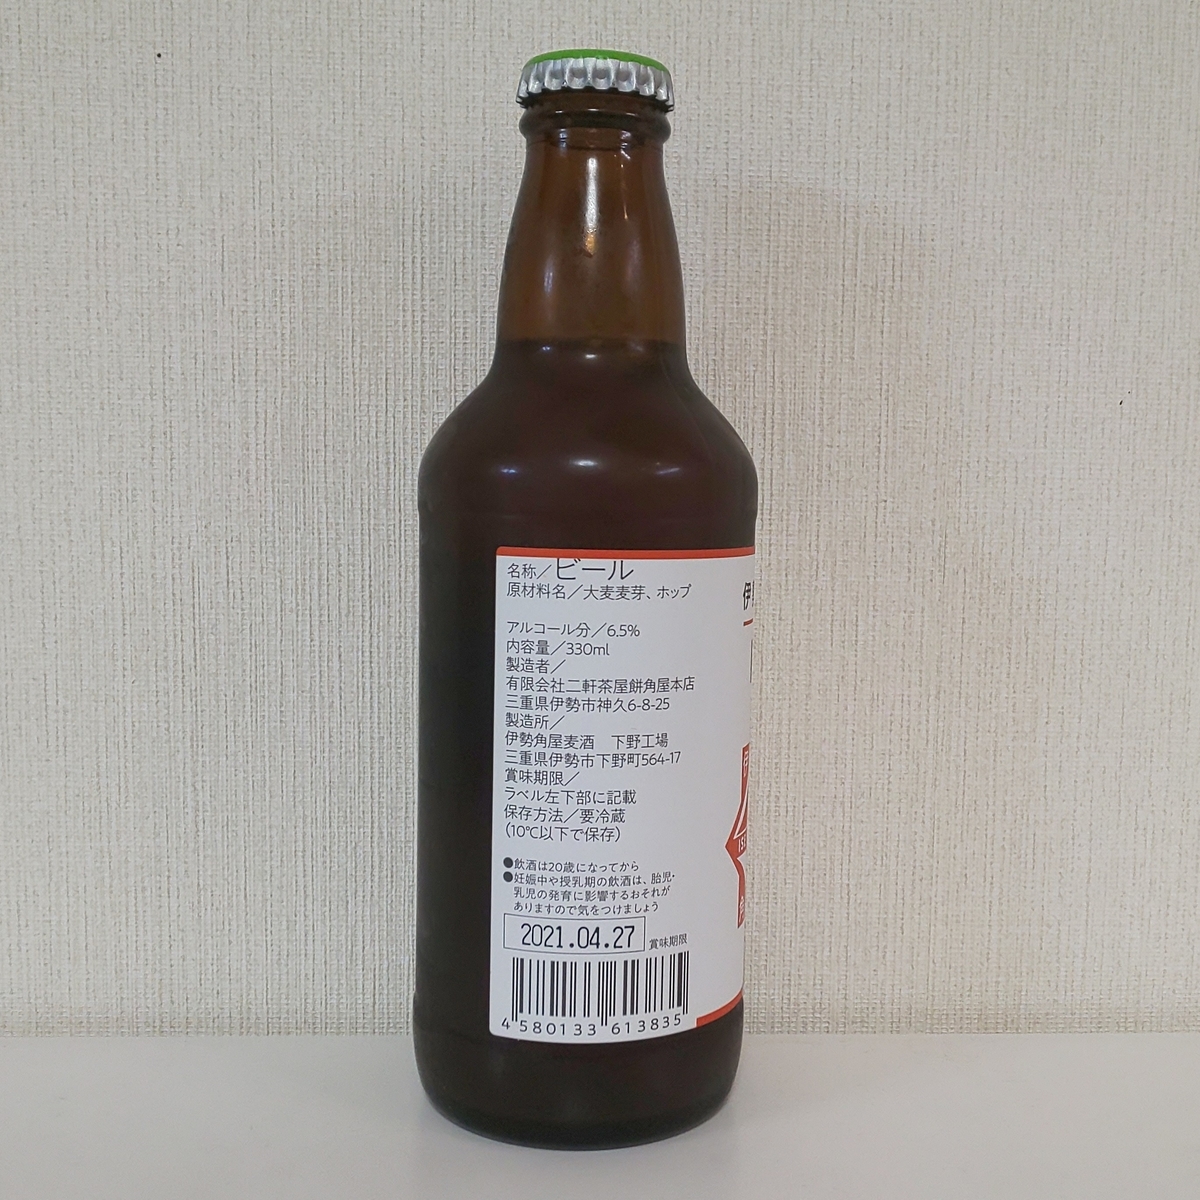 名称／ビール
原材料名／大麦麦芽、ホップ
アルコール分／6.5%
内容量／330ml
製造者／
有限会社二軒茶屋餅角屋本店
三重県伊勢市神久6-8-25
製造所／
伊勢角屋麦酒　下野工場
三重県伊勢市下野町564-17
賞味期限／
ラベル左下部に記載
保存方法／要冷蔵
(10℃以下で保存)
●飲酒は20歳になってから
●妊娠中や授乳期の飲酒は、胎児・
乳児の発育に影響するおそれが
ありますので気をつけましょう
2021.04.27 賞味期限
4 580133 613835
伊